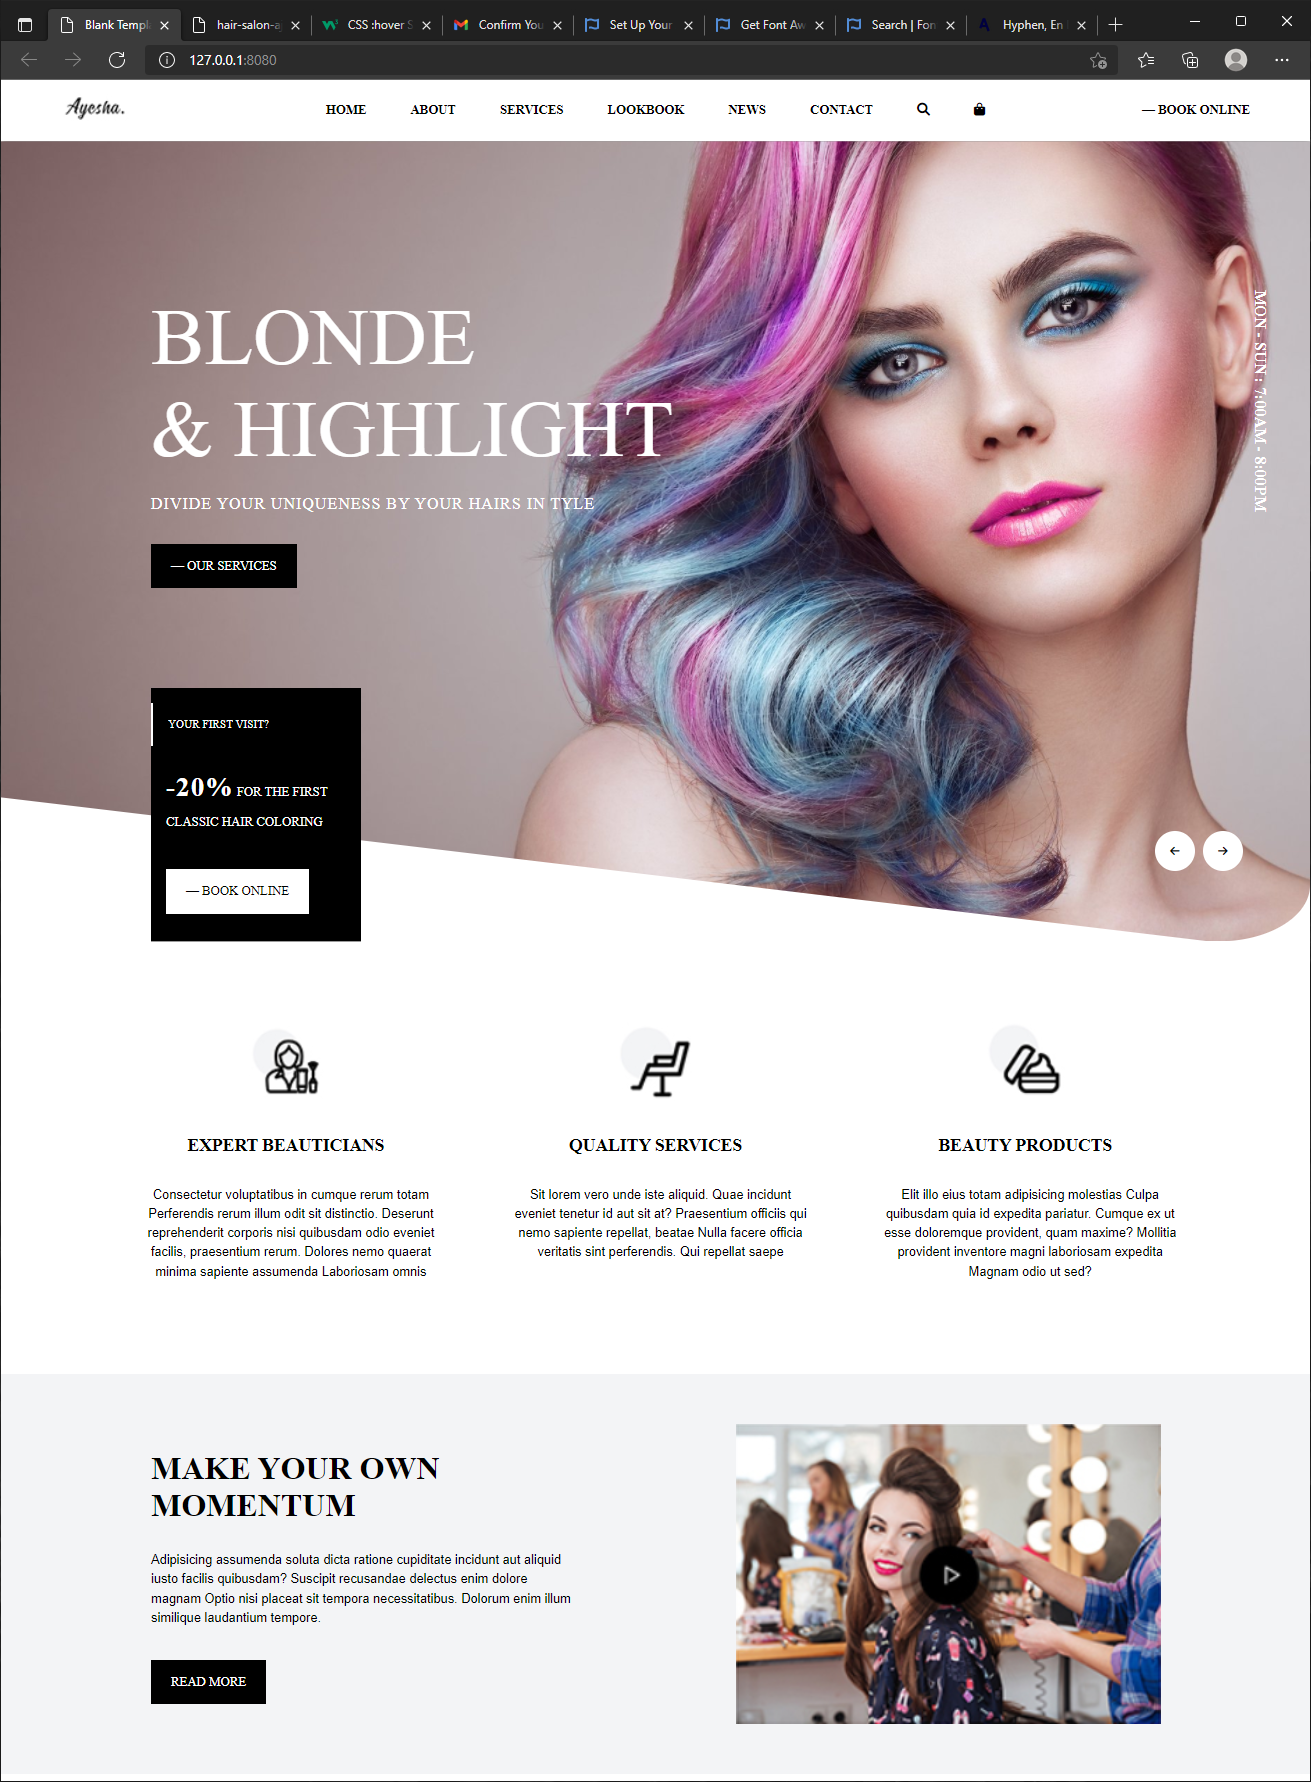 Blank Templ
hair-salon-a
CSS :hover S
Confirm You
Set Up Your
Get Font Aw
Search | Fon
Hyphen, En
127.0.0.1:8080
Ayesha.
HOME
ABOUT
SERVICES
LOOKBOOK
NEWS
CONTACT
— BOOK ONLINE
BLONDE
& HIGHLIGHT
DIVIDE YOUR UNIQUENESS BY YOUR HAIRS IN TYLE
— OUR SERVICES
MON - SUN: 7:00AM - 8:00PM
YOUR FIRST VISIT?
-20% FOR THE FIRST
CLASSIC HAIR COLORING
— BOOK ONLINE
EXPERT BEAUTICIANS
Consectetur voluptatibus in cumque rerum totam
Perferendis rerum illum odit sit distinctio. Deserunt
reprehenderit corporis nisi quibusdam odio eveniet
facilis, praesentium rerum. Dolores nemo quaerat
minima sapiente assumenda Laboriosam omnis
QUALITY SERVICES
Sit lorem vero unde iste aliquid. Quae incidunt
eveniet tenetur id aut sit at? Praesentium officiis qui
nemo sapiente repellat, beatae Nulla facere officia
veritatis sint perferendis. Qui repellat saepe
BEAUTY PRODUCTS
Elit illo eius totam adipisicing molestias Culpa
quibusdam quia id expedita pariatur. Cumque ex ut
esse doloremque provident, quam maxime? Mollitia
provident inventore magni laboriosam expedita
Magnam odio ut sed?
MAKE YOUR OWN
MOMENTUM
Adipisicing assumenda soluta dicta ratione cupiditate incidunt aut aliquid
iusto facilis quibusdam? Suscipit recusandae delectus enim dolore
magnam Optio nisi placeat sit tempora necessitatibus. Dolorum enim illum
similique laudantium tempore.
READ MORE